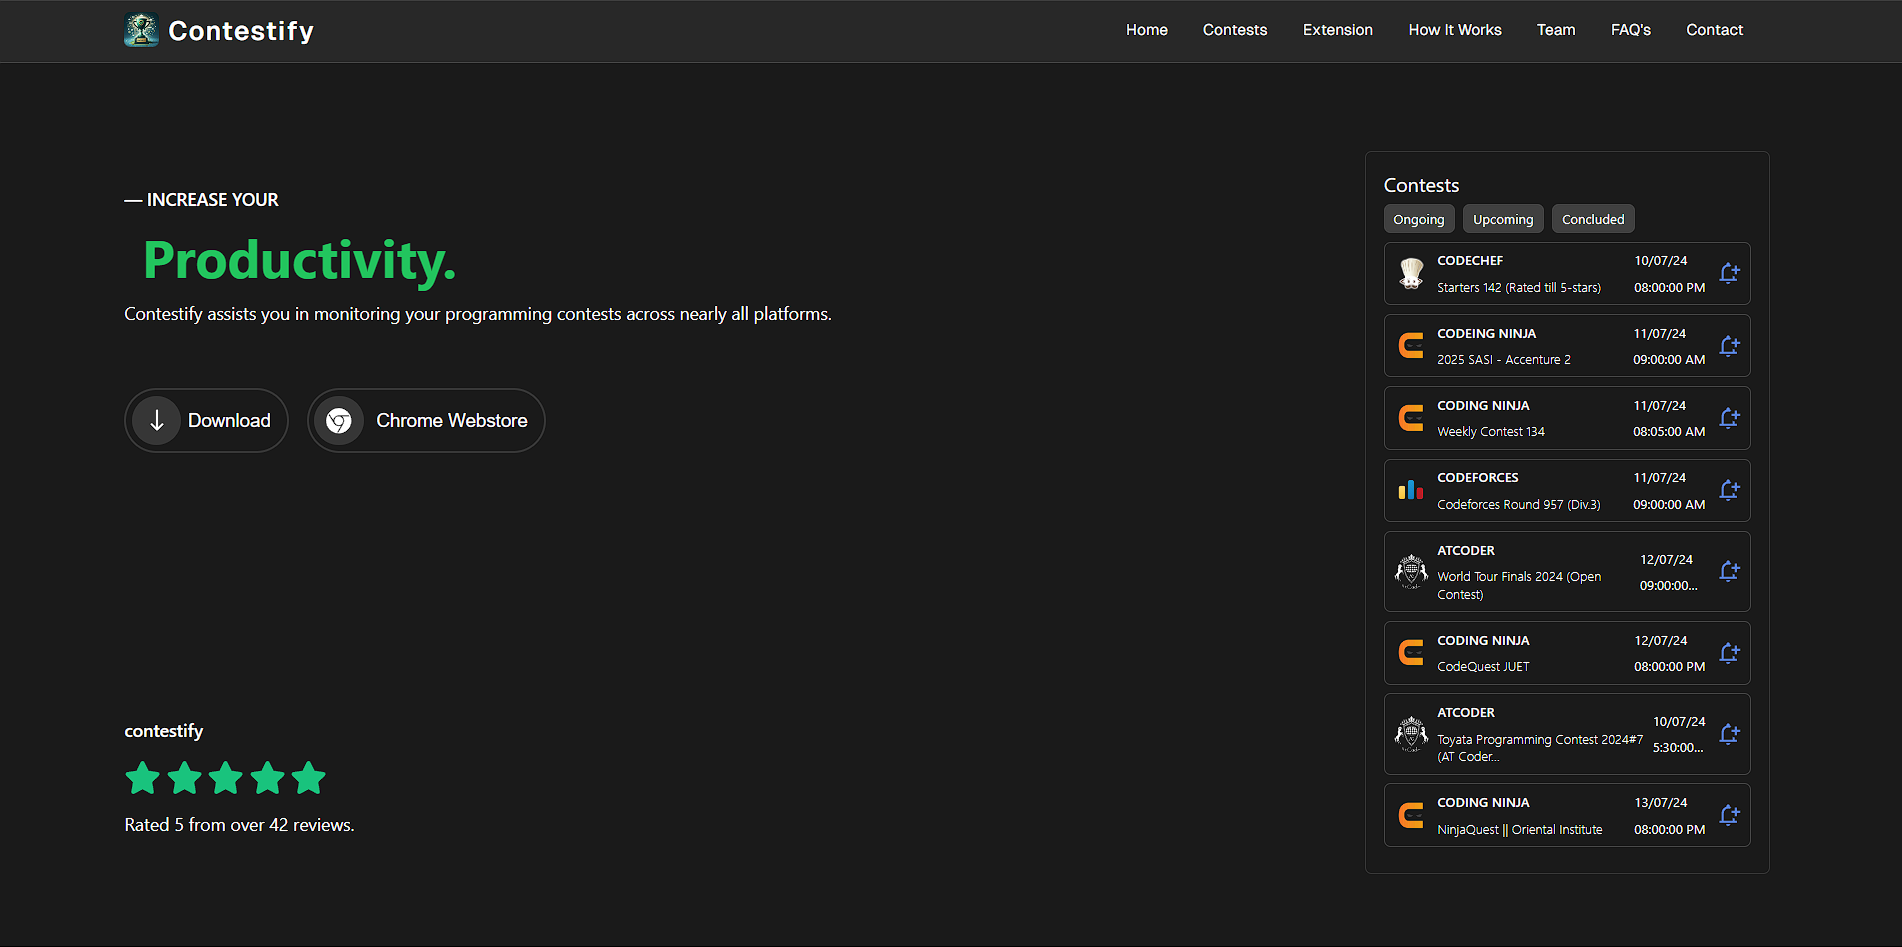 Contestify
Home Contests Extension How It Works Team FAQ's Contact
— INCREASE YOUR
Productivity.
Contestify assists you in monitoring your programming contests across nearly all platforms.
Download
Chrome Webstore
contestify
Rated 5 from over 42 reviews.
Contests
Ongoing Upcoming Concluded
CODECHEF 10/07/24
Starters 142 (Rated till 5-stars) 08:00:00 PM
CODEING NINJA 11/07/24
2025 SASI - Accenture 2 09:00:00 AM
CODING NINJA 11/07/24
Weekly Contest 134 08:05:00 AM
CODEFORCES 11/07/24
Codeforces Round 957 (Div.3) 09:00:00 AM
ATCODER 12/07/24
World Tour Finals 2024 (Open 09:00:00...
Contest)
CODING NINJA 12/07/24
CodeQuest JUET 08:00:00 PM
ATCODER 10/07/24
Toyata Programming Contest 2024#7 5:30:00...
(AT Coder...
CODING NINJA 13/07/24
NinjaQuest || Oriental Institute 08:00:00 PM